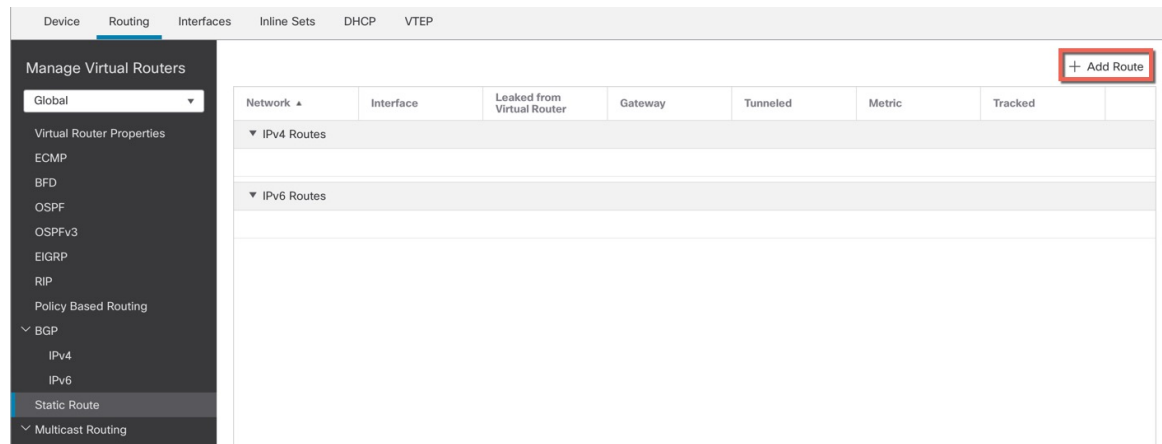 Device Routing Interfaces Inline Sets DHCP VTEP
Manage Virtual Routers
Global
Virtual Router Properties
ECMP
BFD
OSPF
OSPFv3
EIGRP
RIP
Policy Based Routing
BGP
IPv4
IPv6
Static Route
Multicast Routing
+ Add Route
Network Interface Leaked from Virtual Router Gateway Tunneled Metric Tracked
IPv4 Routes
IPv6 Routes